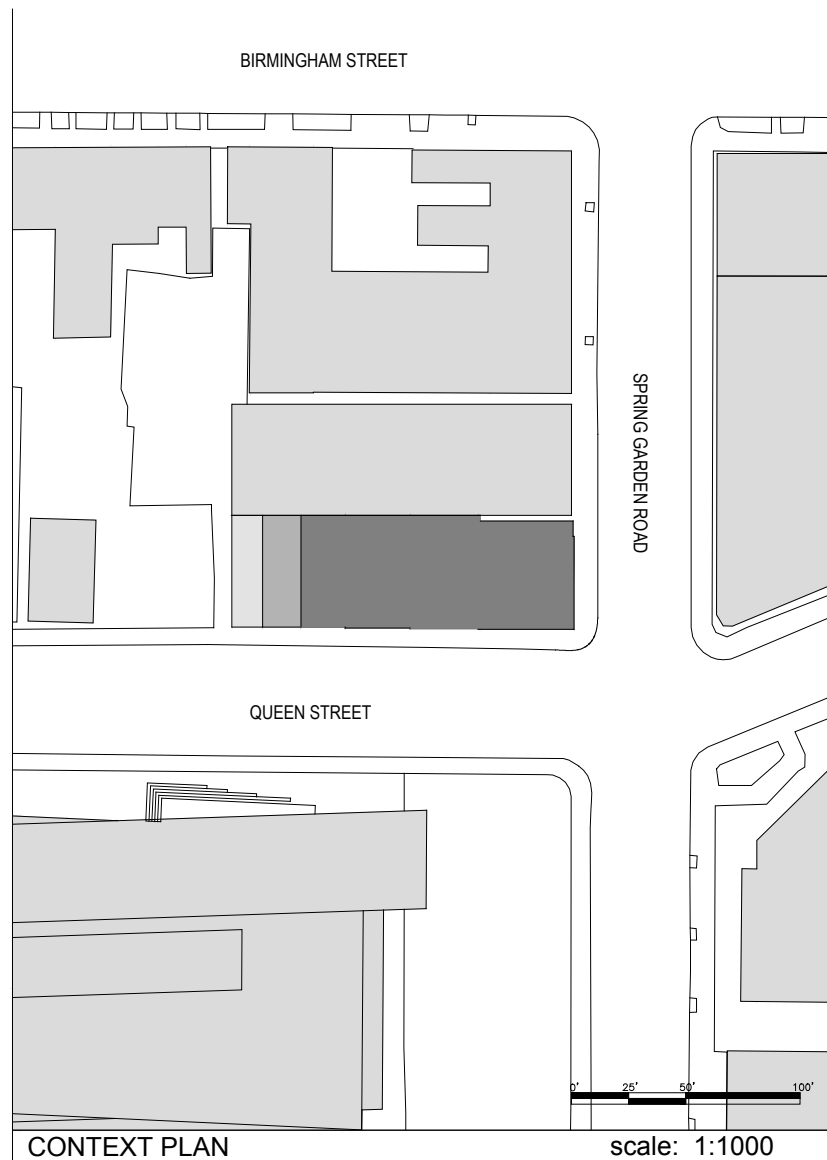 BIRMINGHAM STREET
SPRING GARDEN ROAD
QUEEN STREET
0' 25' 50' 100'
CONTEXT PLAN scale: 1:1000